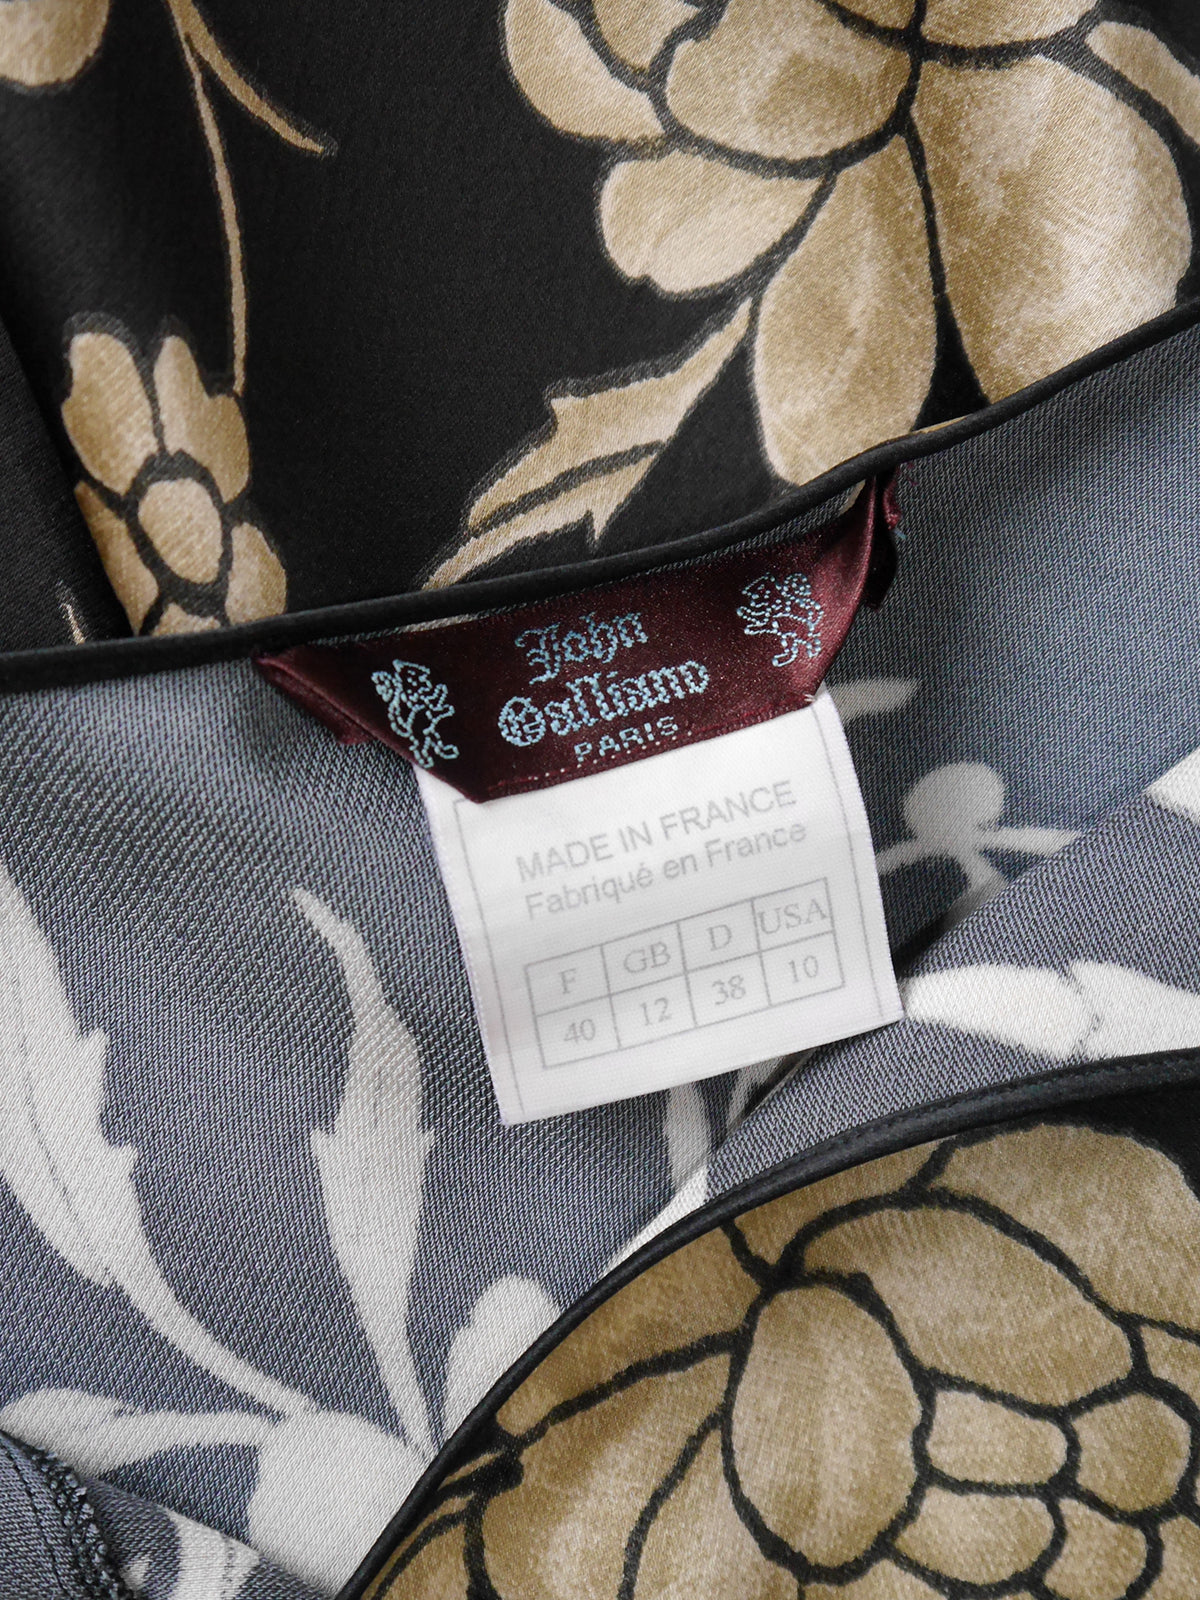 John
Galliano
PARIS
MADE IN FRANCE
Fabriqué en France
F GB D USA
40 12 38 10